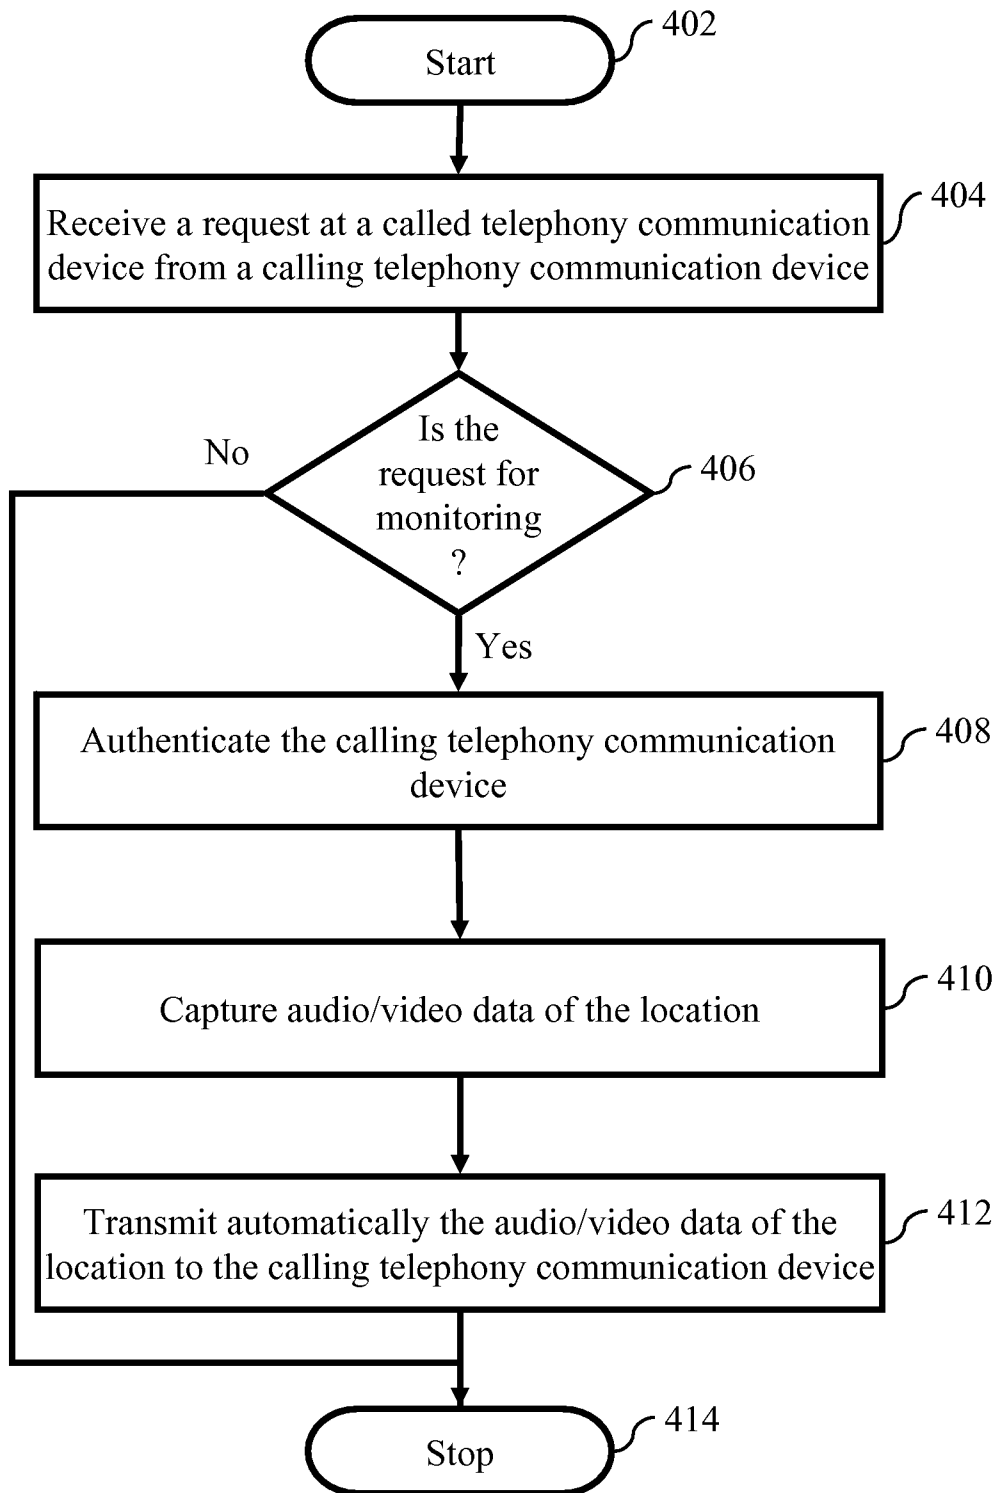 402
Start
404
Receive a request at a called telephony communication
device from a calling telephony communication device
No
Is the
request for
monitoring
?
406
Yes
408
Authenticate the calling telephony communication
device
410
Capture audio/video data of the location
412
Transmit automatically the audio/video data of the
location to the calling telephony communication device
414
Stop